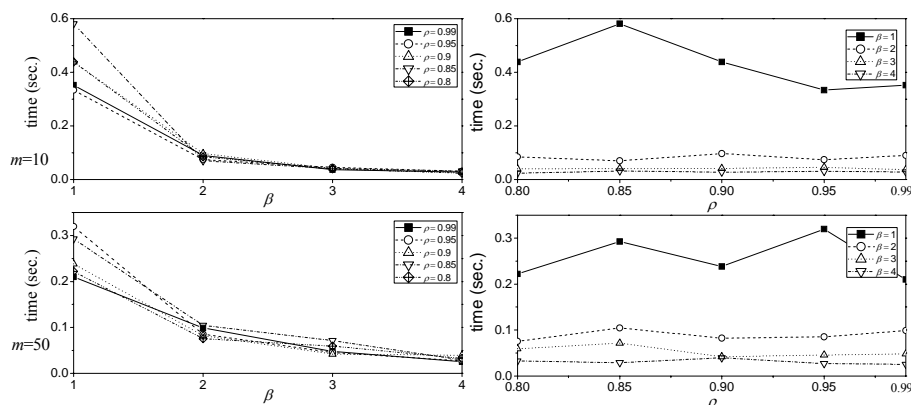 time (sec.)
0.6
0.4
0.2
0.0
m=10
1
2
3
4
β
ρ = 0.99
ρ = 0.95
ρ = 0.9
ρ = 0.85
ρ = 0.8
time (sec.)
0.6
0.4
0.2
0.0
0.80
0.85
0.90
0.95
0.99
ρ
β = 1
β = 2
β = 3
β = 4
time (sec.)
0.3
0.2
0.1
0.0
m=50
1
2
3
4
β
ρ = 0.99
ρ = 0.95
ρ = 0.9
ρ = 0.85
ρ = 0.8
time (sec.)
0.3
0.2
0.1
0.0
0.80
0.85
0.90
0.95
0.99
ρ
β = 1
β = 2
β = 3
β = 4